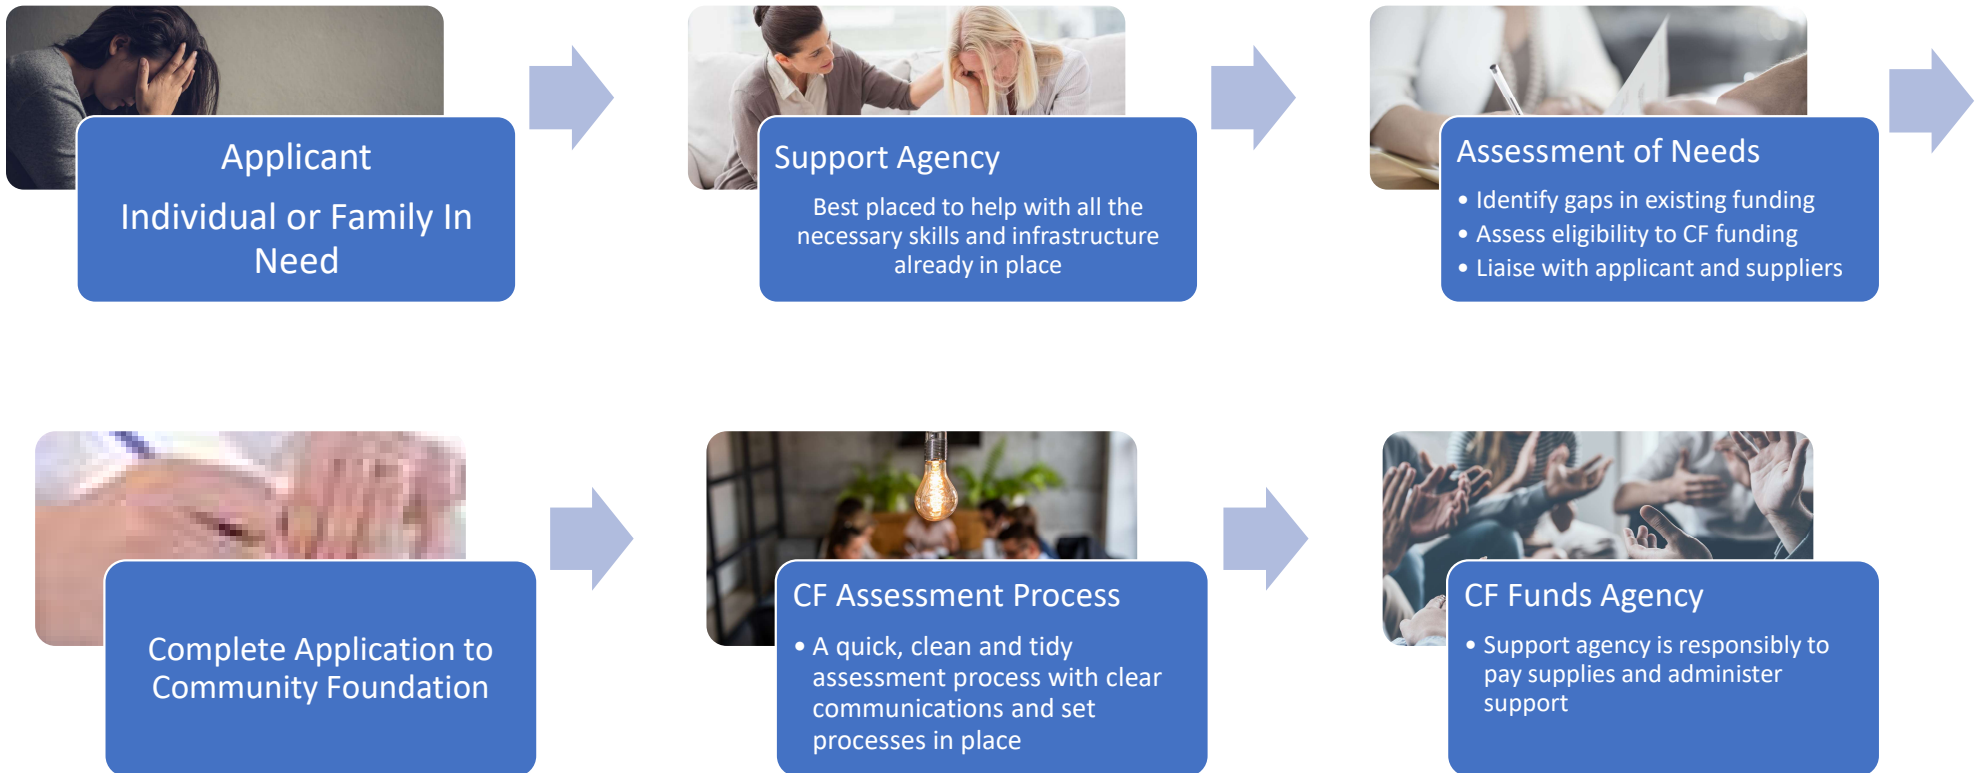 Applicant
Individual or Family In
Need
Support Agency
Best placed to help with all the
necessary skills and infrastructure
already in place
Assessment of Needs
• Identify gaps in existing funding
• Assess eligibility to CF funding
• Liaise with applicant and suppliers
Complete Application to
Community Foundation
CF Assessment Process
• A quick, clean and tidy
assessment process with clear
communications and set
processes in place
CF Funds Agency
• Support agency is responsibly to
pay supplies and administer
support